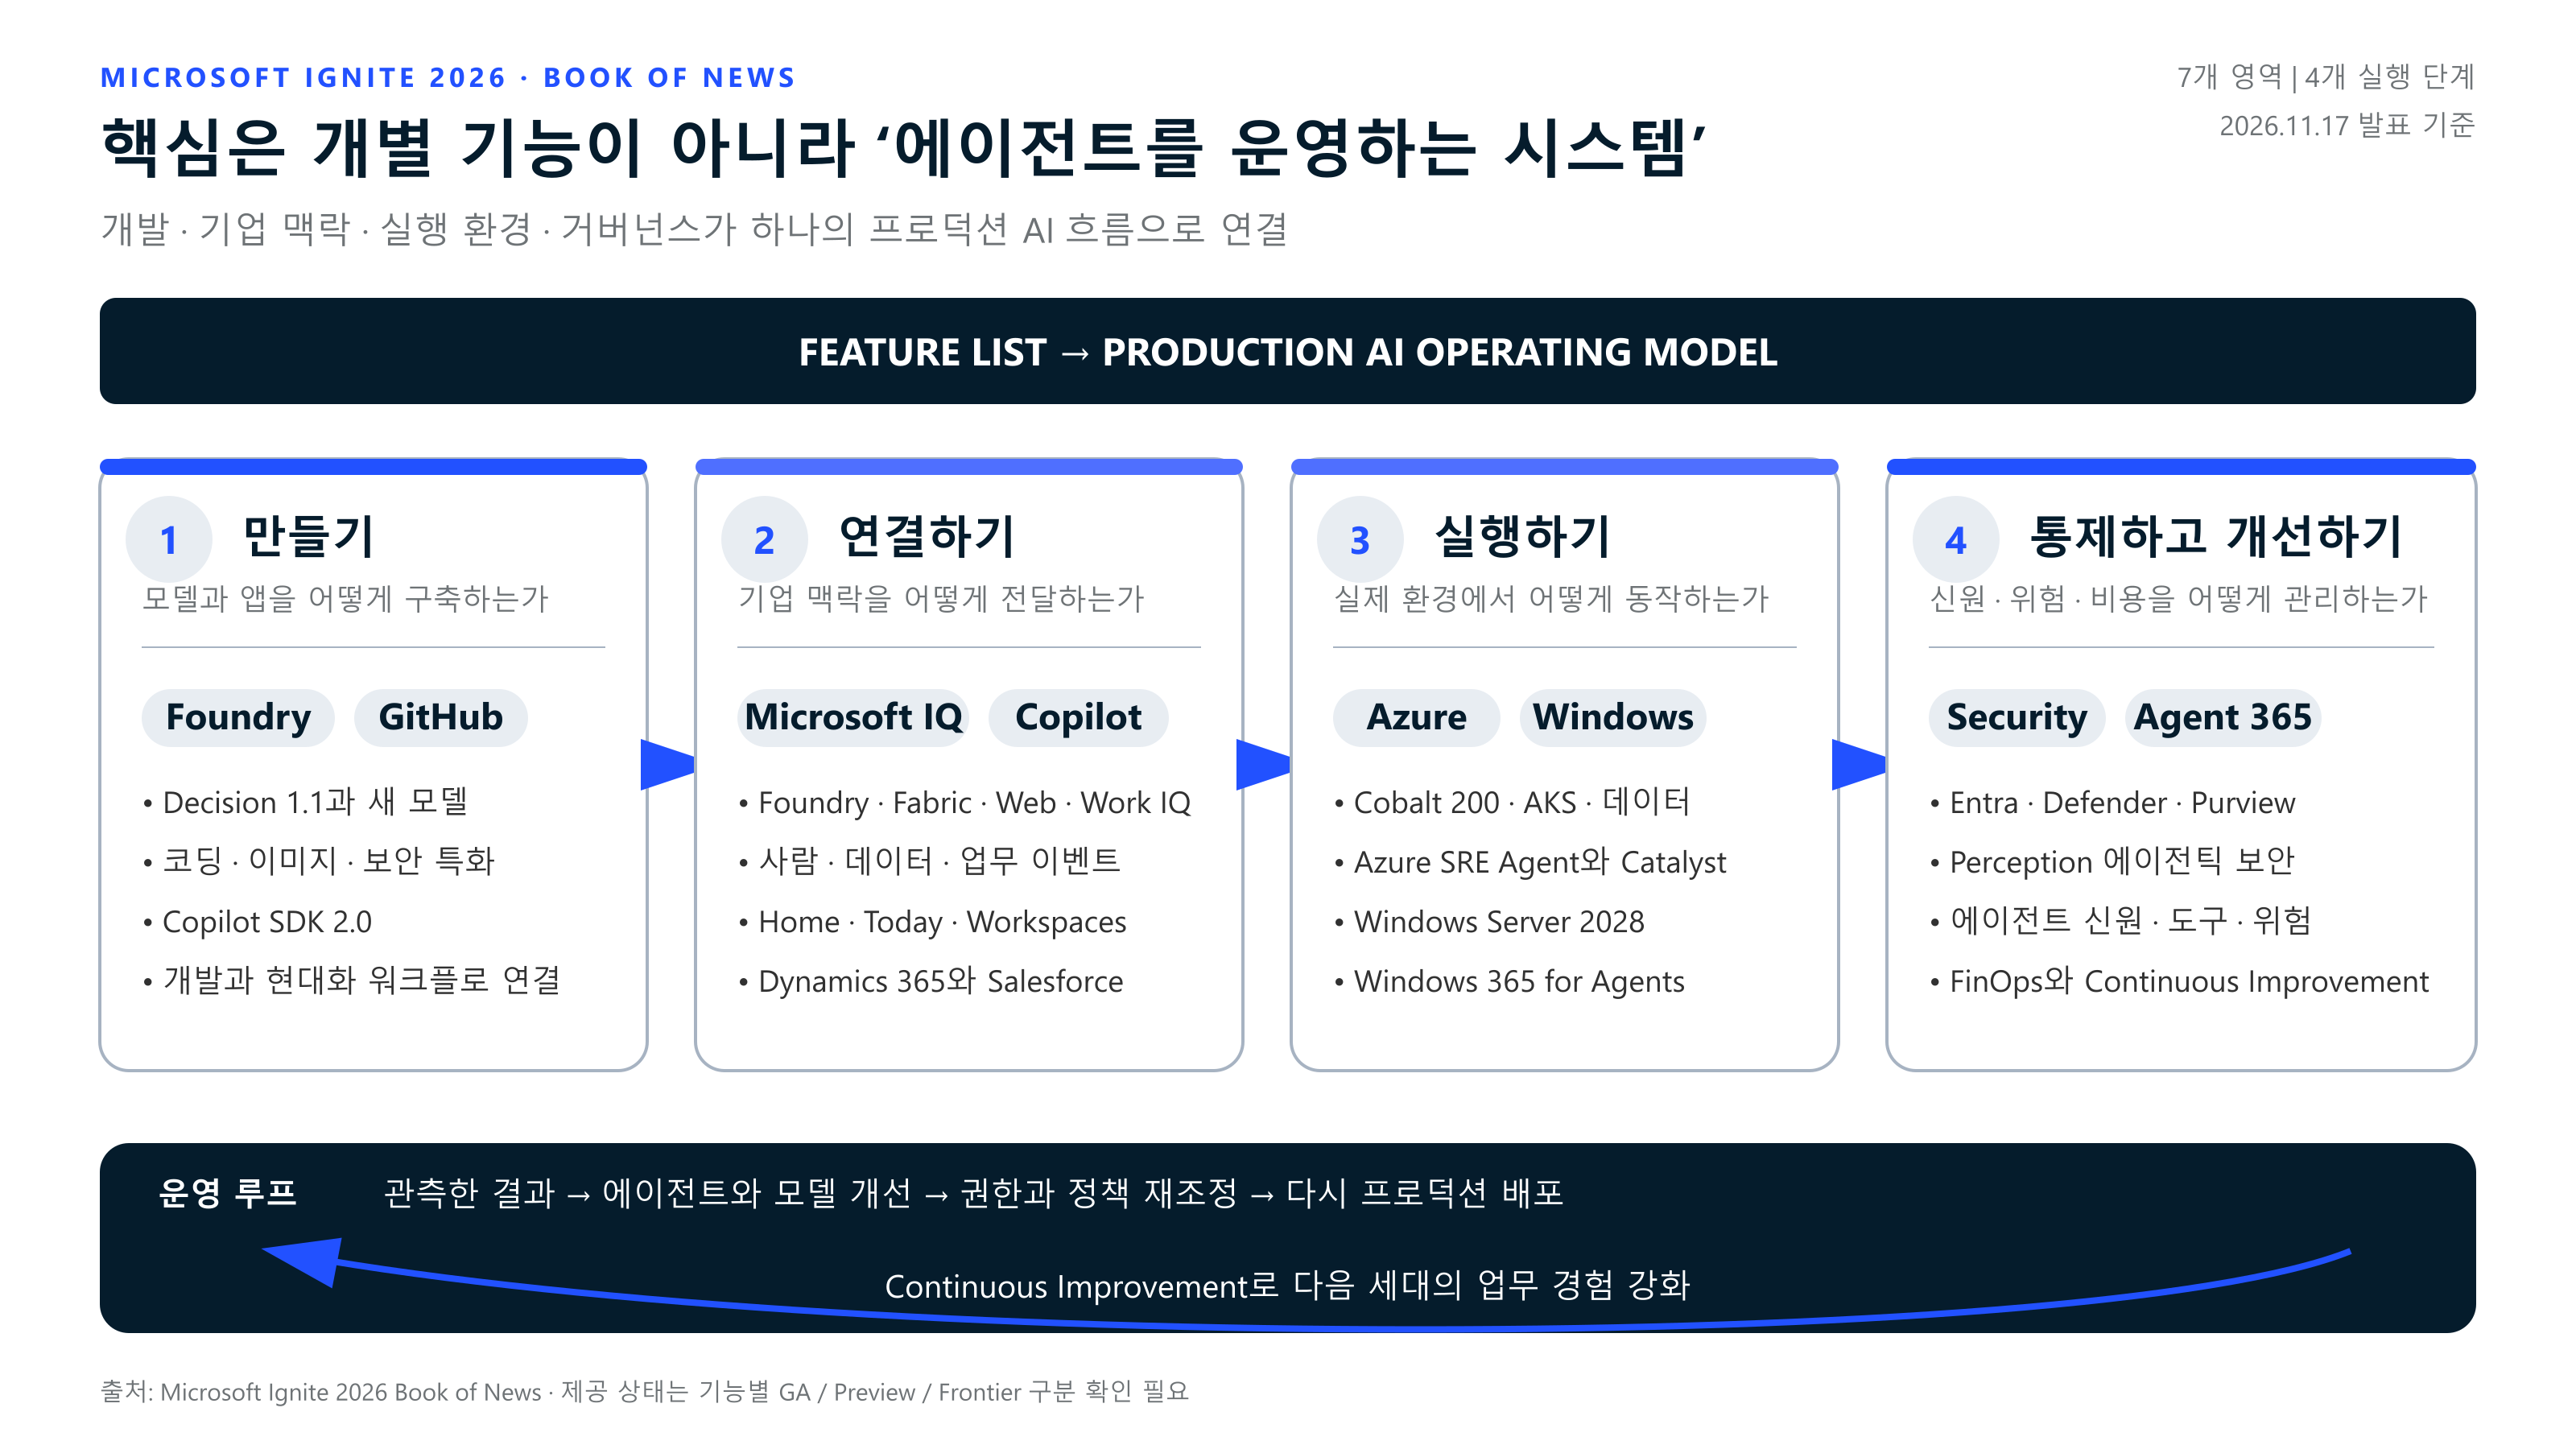 MICROSOFT IGNITE 2026 · BOOK OF NEWS
7개 영역 | 4개 실행 단계
2026.11.17 발표 기준
핵심은 개별 기능이 아니라 ‘에이전트를 운영하는 시스템’
개발 · 기업 맥락 · 실행 환경 · 거버넌스가 하나의 프로덕션 AI 흐름으로 연결
FEATURE LIST → PRODUCTION AI OPERATING MODEL
1 만들기
모델과 앱을 어떻게 구축하는가
Foundry GitHub
• Decision 1.1과 새 모델
• 코딩 · 이미지 · 보안 특화
• Copilot SDK 2.0
• 개발과 현대화 워크플로 연결
2 연결하기
기업 맥락을 어떻게 전달하는가
Microsoft IQ Copilot
• Foundry · Fabric · Web · Work IQ
• 사람 · 데이터 · 업무 이벤트
• Home · Today · Workspaces
• Dynamics 365와 Salesforce
3 실행하기
실제 환경에서 어떻게 동작하는가
Azure Windows
• Cobalt 200 · AKS · 데이터
• Azure SRE Agent와 Catalyst
• Windows Server 2028
• Windows 365 for Agents
4 통제하고 개선하기
신원 · 위험 · 비용을 어떻게 관리하는가
Security Agent 365
• Entra · Defender · Purview
• Perception 에이전틱 보안
• 에이전트 신원 · 도구 · 위험
• FinOps와 Continuous Improvement
운영 루프 관측한 결과 → 에이전트와 모델 개선 → 권한과 정책 재조정 → 다시 프로덕션 배포
Continuous Improvement로 다음 세대의 업무 경험 강화
출처: Microsoft Ignite 2026 Book of News · 제공 상태는 기능별 GA / Preview / Frontier 구분 확인 필요